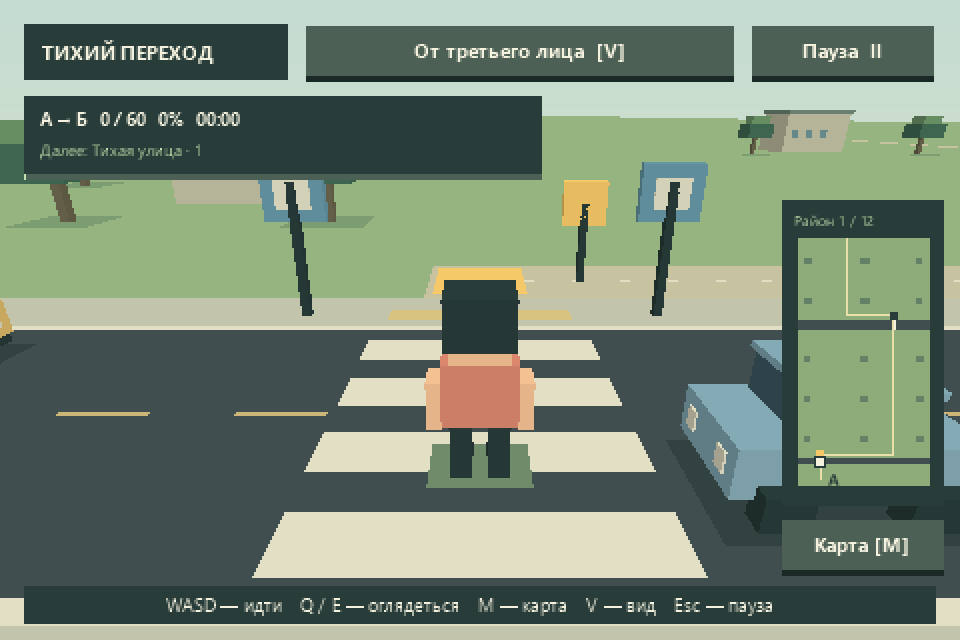 ТИХИЙ ПЕРЕХОД
От третьего лица [V]
Пауза II
А — Б 0 / 60 0% 00:00
Далее: Тихая улица · 1
Район 1 / 12
А
Карта [M]
WASD — идти Q / E — оглядеться M — карта V — вид Esc — пауза